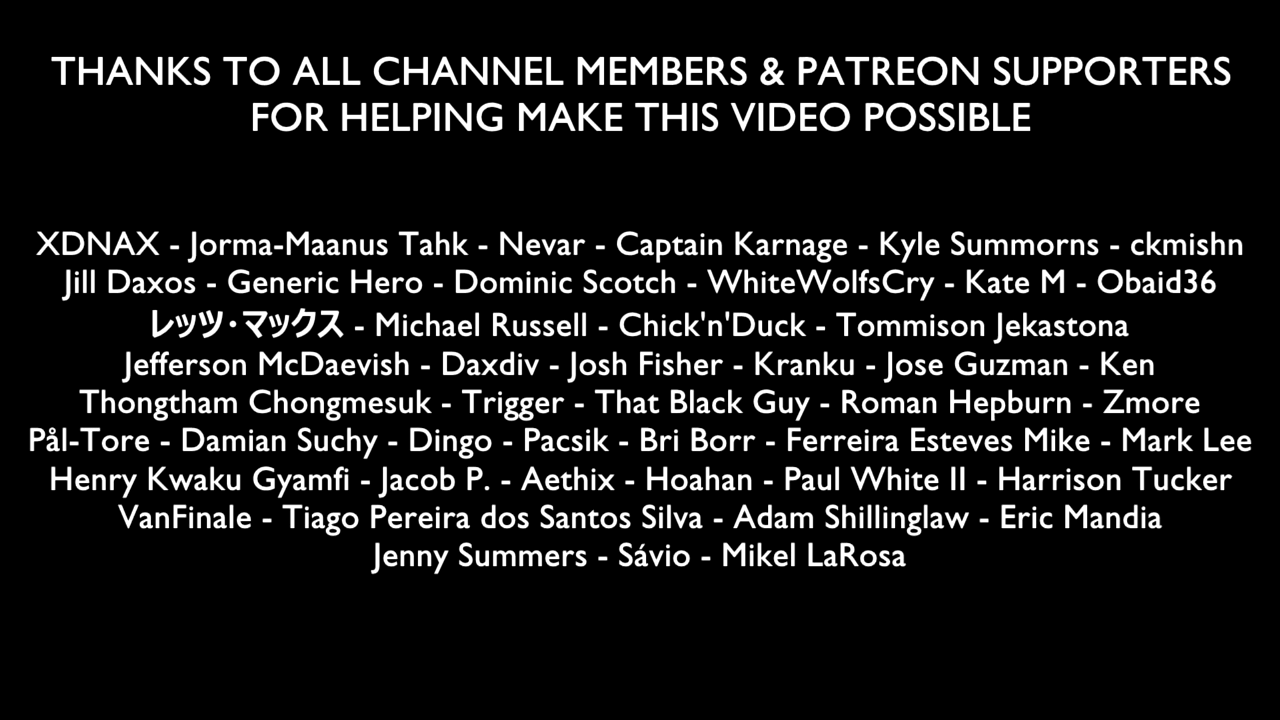 THANKS TO ALL CHANNEL MEMBERS & PATREON SUPPORTERS
FOR HELPING MAKE THIS VIDEO POSSIBLE
XDNAX - Jorma-Maanus Tahk - Nevar - Captain Karnage - Kyle Summorns - ckmishn
Jill Daxos - Generic Hero - Dominic Scotch - WhiteWolfsCry - Kate M - Obaid36
レッツ・マックス - Michael Russell - Chick'n'Duck - Tommison Jekastona
Jefferson McDaevish - Daxdiv - Josh Fisher - Kranku - Jose Guzman - Ken
Thongtham Chongmesuk - Trigger - That Black Guy - Roman Hepburn - Zmore
Pål-Tore - Damian Suchy - Dingo - Pacsik - Bri Borr - Ferreira Esteves Mike - Mark Lee
Henry Kwaku Gyamfi - Jacob P. - Aethix - Hoahan - Paul White II - Harrison Tucker
VanFinale - Tiago Pereira dos Santos Silva - Adam Shillinglaw - Eric Mandia
Jenny Summers - Sávio - Mikel LaRosa